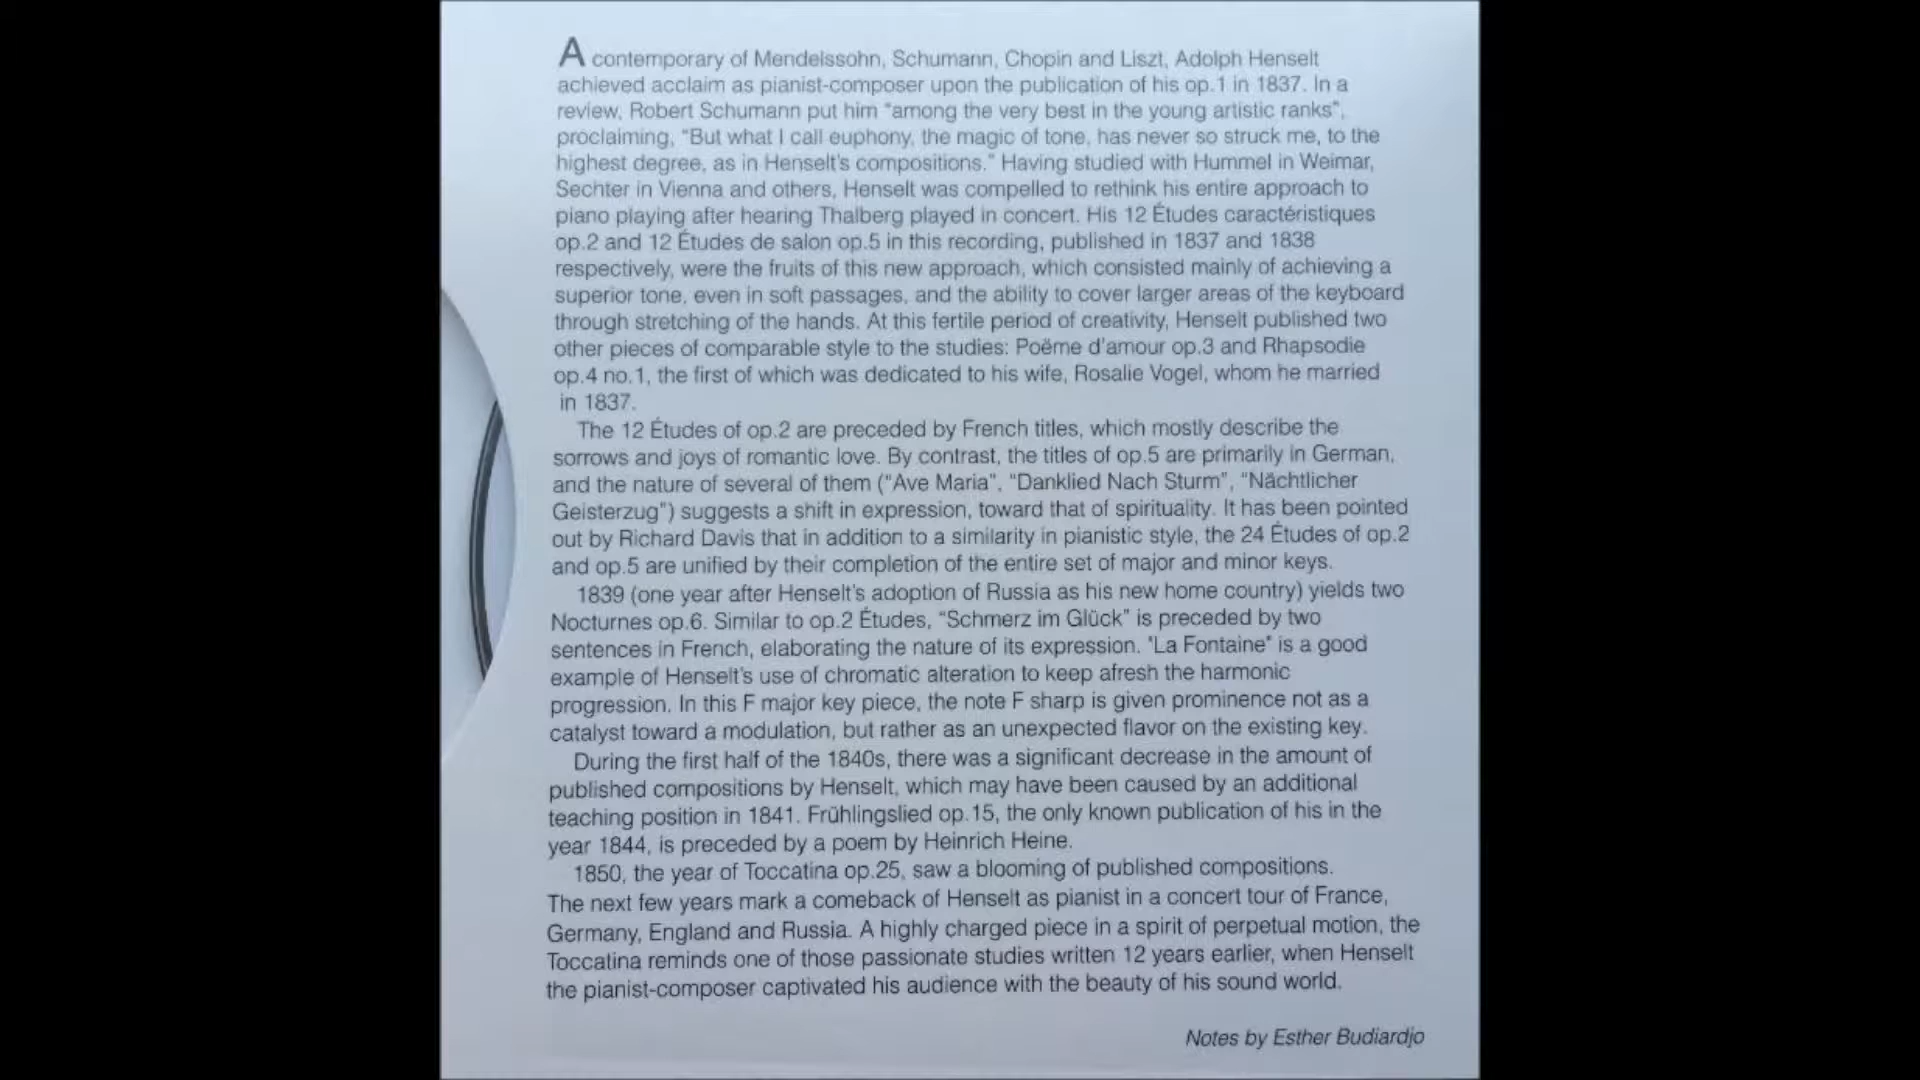 A contemporary of Mendelssohn, Schumann, Chopin and Liszt, Adolph Henselt
achieved acclaim as pianist-composer upon the publication of his op.1 in 1837. In a
review, Robert Schumann put him “among the very best in the young artistic ranks”,
proclaiming, “But what I call euphony, the magic of tone, has never so struck me, to the
highest degree, as in Henselt’s compositions.” Having studied with Hummel in Weimar,
Sechter in Vienna and others, Henselt was compelled to rethink his entire approach to
piano playing after hearing Thalberg played in concert. His 12 Études caractéristiques
op.2 and 12 Études de salon op.5 in this recording, published in 1837 and 1838
respectively, were the fruits of this new approach, which consisted mainly of achieving a
superior tone, even in soft passages, and the ability to cover larger areas of the keyboard
through stretching of the hands. At this fertile period of creativity, Henselt published two
other pieces of comparable style to the studies: Poëme d’amour op.3 and Rhapsodie
op.4 no.1, the first of which was dedicated to his wife, Rosalie Vogel, whom he married
in 1837.
The 12 Études of op.2 are preceded by French titles, which mostly describe the
sorrows and joys of romantic love. By contrast, the titles of op.5 are primarily in German,
and the nature of several of them (“Ave Maria”, “Danklied Nach Sturm”, “Nächtlicher
Geisterzug”) suggests a shift in expression, toward that of spirituality. It has been pointed
out by Richard Davis that in addition to a similarity in pianistic style, the 24 Études of op.2
and op.5 are unified by their completion of the entire set of major and minor keys.
1839 (one year after Henselt’s adoption of Russia as his new home country) yields two
Nocturnes op.6. Similar to op.2 Études, “Schmerz im Glück” is preceded by two
sentences in French, elaborating the nature of its expression. "La Fontaine" is a good
example of Henselt’s use of chromatic alteration to keep afresh the harmonic
progression. In this F major key piece, the note F sharp is given prominence not as a
catalyst toward a modulation, but rather as an unexpected flavor on the existing key.
During the first half of the 1840s, there was a significant decrease in the amount of
published compositions by Henselt, which may have been caused by an additional
teaching position in 1841. Frühlingslied op.15, the only known publication of his in the
year 1844, is preceded by a poem by Heinrich Heine.
1850, the year of Toccatina op.25, saw a blooming of published compositions.
The next few years mark a comeback of Henselt as pianist in a concert tour of France,
Germany, England and Russia. A highly charged piece in a spirit of perpetual motion, the
Toccatina reminds one of those passionate studies written 12 years earlier, when Henselt
the pianist-composer captivated his audience with the beauty of his sound world.
Notes by Esther Budiardjo